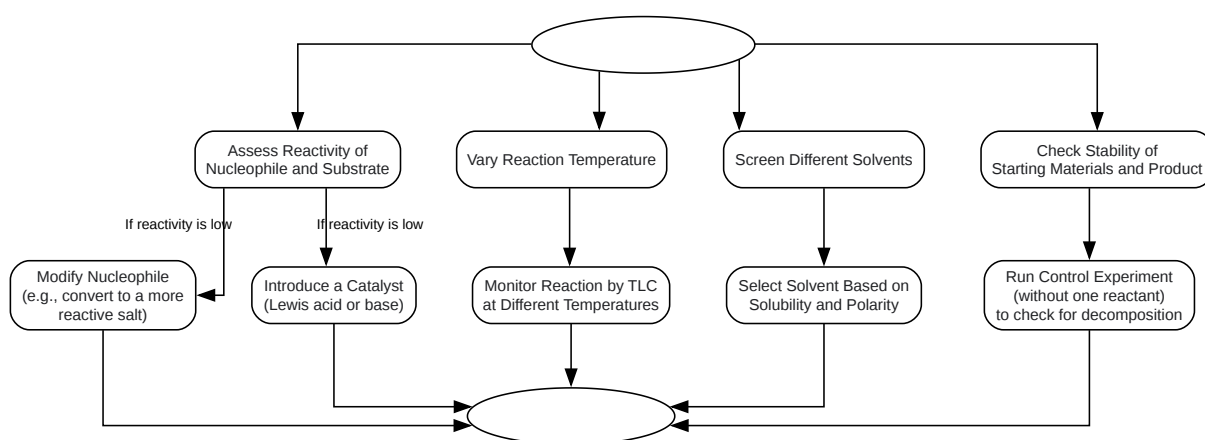 Assess Reactivity of
Nucleophile and Substrate
Vary Reaction Temperature
Screen Different Solvents
Check Stability of
Starting Materials and Product
If reactivity is low
If reactivity is low
Modify Nucleophile
(e.g., convert to a more
reactive salt)
Introduce a Catalyst
(Lewis acid or base)
Monitor Reaction by TLC
at Different Temperatures
Select Solvent Based on
Solubility and Polarity
Run Control Experiment
(without one reactant)
to check for decomposition